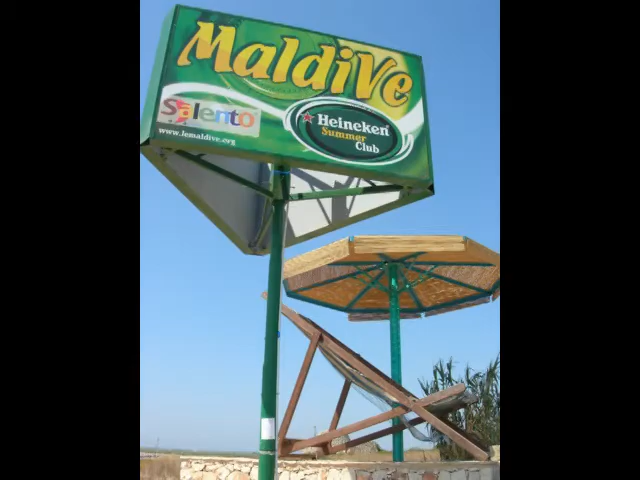 MaldiVe
Salento
Heineken
Summer
Club
www.lemaldive.org